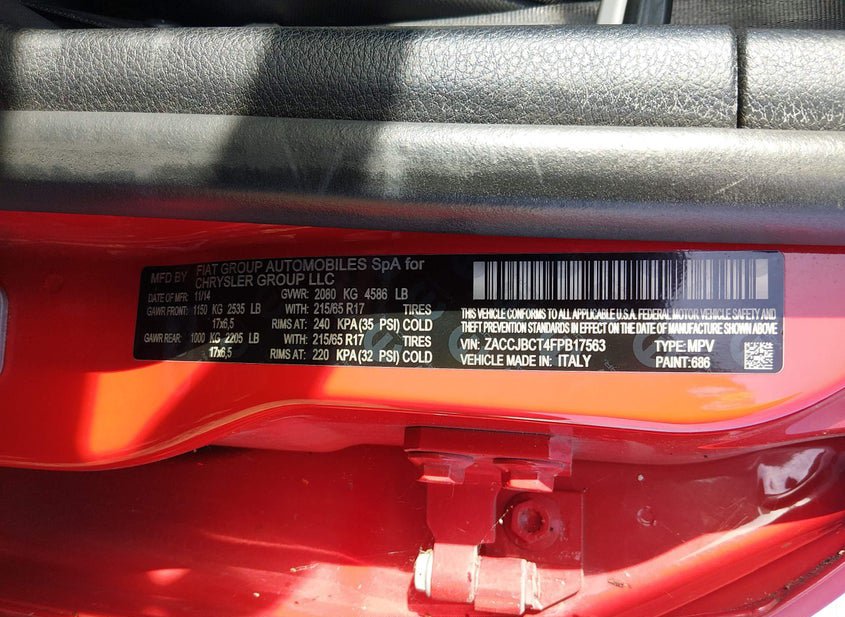 MFD BY FIAT GROUP AUTOMOBILES SpA for
CHRYSLER GROUP LLC
DATE OF MFR: 11/14 GVWR: 2080 KG 4586 LB
GAWR FRONT: 1150 KG 2535 LB WITH: 215/65 R17 TIRES
17x6,5 RIMS AT: 240 KPA (35 PSI) COLD
GAWR REAR: 1000 KG 2205 LB WITH: 215/65 R17 TIRES
17x6,5 RIMS AT: 220 KPA (32 PSI) COLD
THIS VEHICLE CONFORMS TO ALL APPLICABLE U.S.A. FEDERAL MOTOR VEHICLE SAFETY AND
THEFT PREVENTION STANDARDS IN EFFECT ON THE DATE OF MANUFACTURE SHOWN ABOVE.
VIN: ZACCJBCT4FPB17563 TYPE: MPV
VEHICLE MADE IN: ITALY PAINT: 686